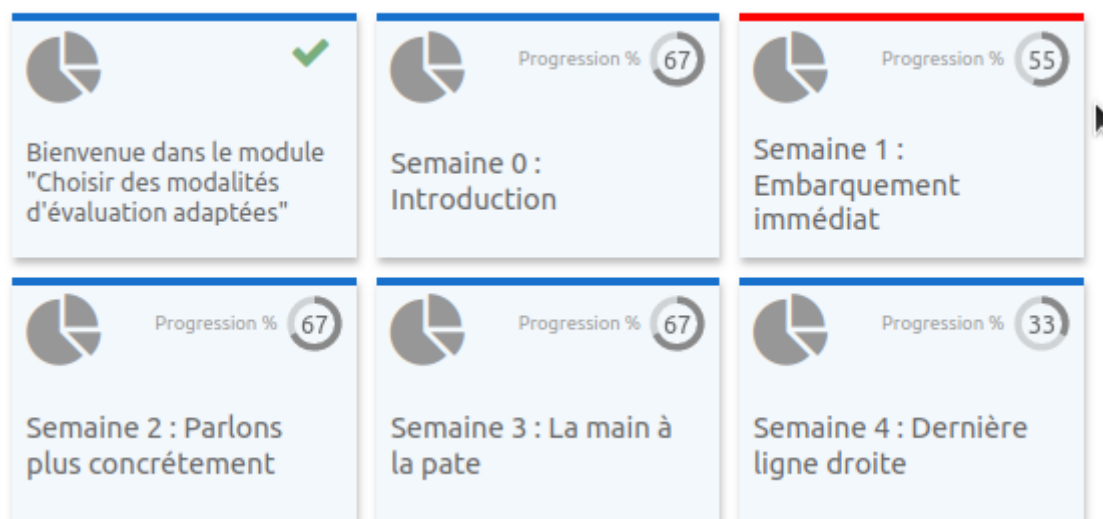 Progression % 67
Progression % 55
Bienvenue dans le module
"Choisir des modalités
d'évaluation adaptées"
Semaine 0 :
Introduction
Semaine 1 :
Embarquement
immédiat
Progression % 67
Progression % 67
Progression % 33
Semaine 2 : Parlons
plus concrétement
Semaine 3 : La main à
la pate
Semaine 4 : Dernière
ligne droite